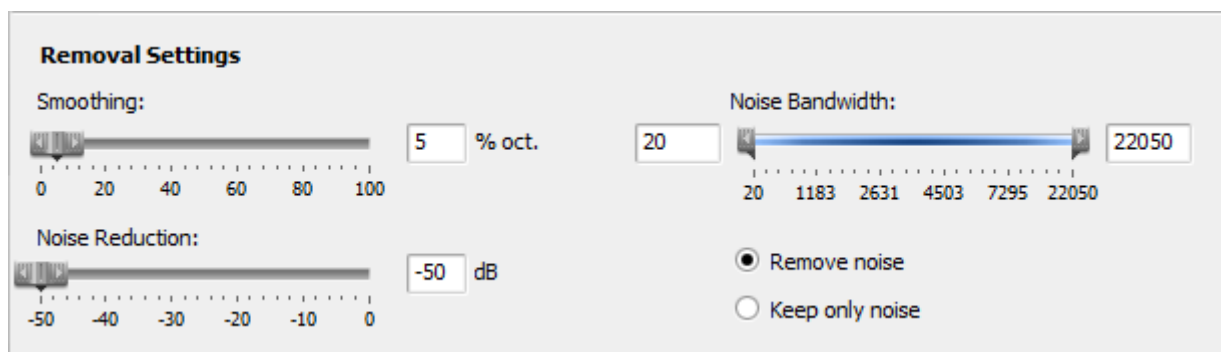 Removal Settings
Smoothing:
5 % oct.
0 20 40 60 80 100
Noise Bandwidth:
20 22050
20 1183 2631 4503 7295 22050
Noise Reduction:
-50 dB
-50 -40 -30 -20 -10 0
Remove noise
Keep only noise